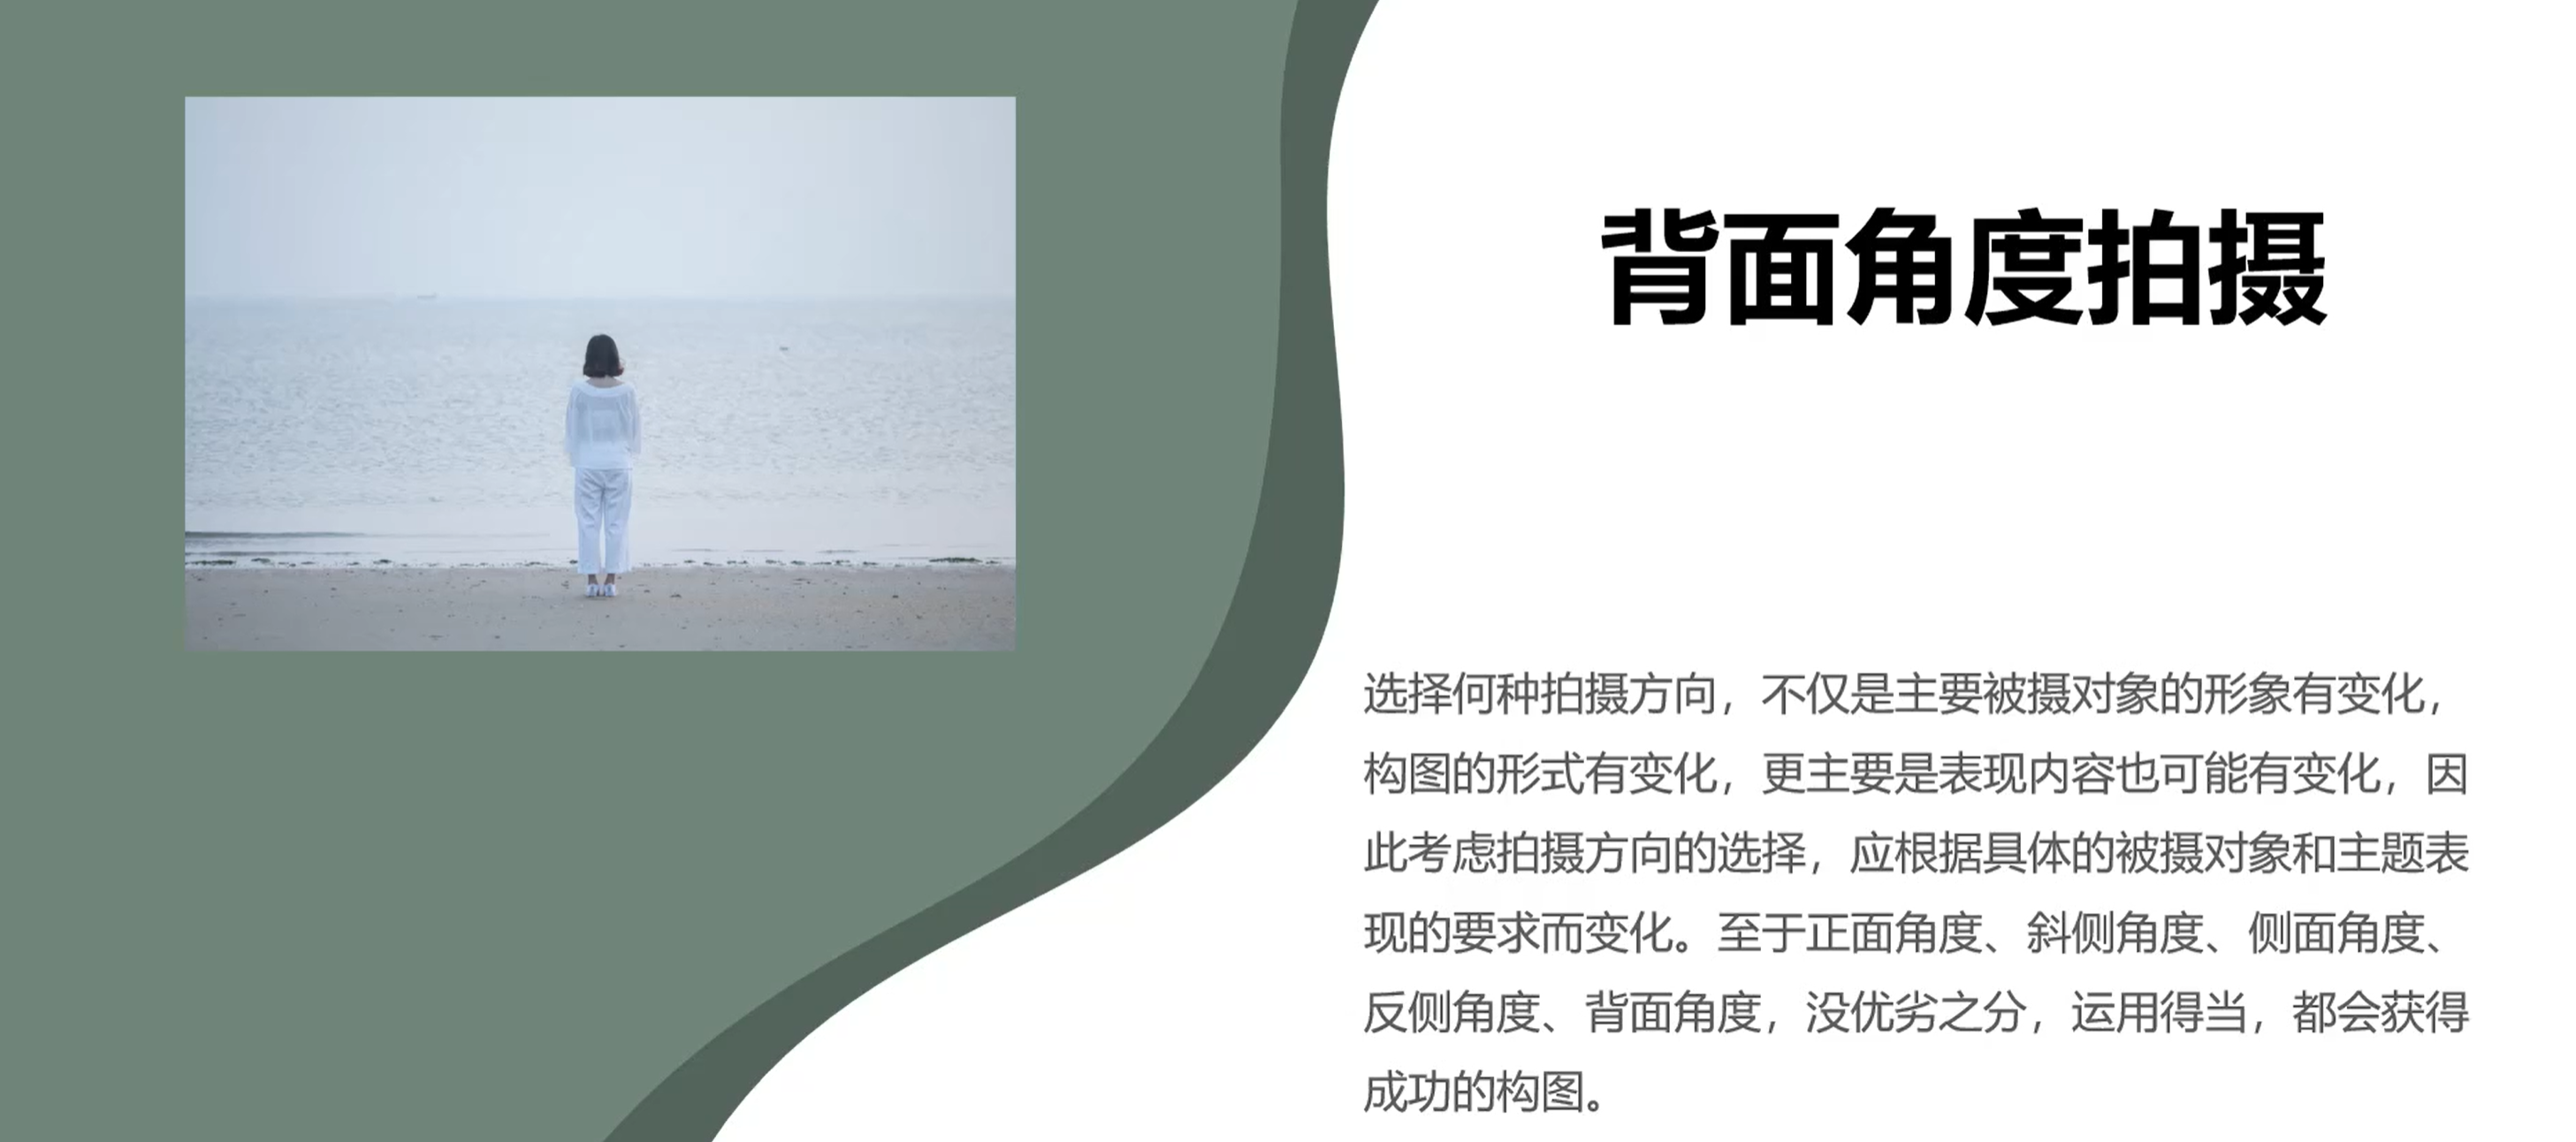 背面角度拍摄
选择何种拍摄方向，不仅是主要被摄对象的形象有变化，
构图的形式有变化，更主要是表现内容也可能有变化，因
此考虑拍摄方向的选择，应根据具体的被摄对象和主题表
现的要求而变化。至于正面角度、斜侧角度、侧面角度、
反侧角度、背面角度，没优劣之分，运用得当，都会获得
成功的构图。